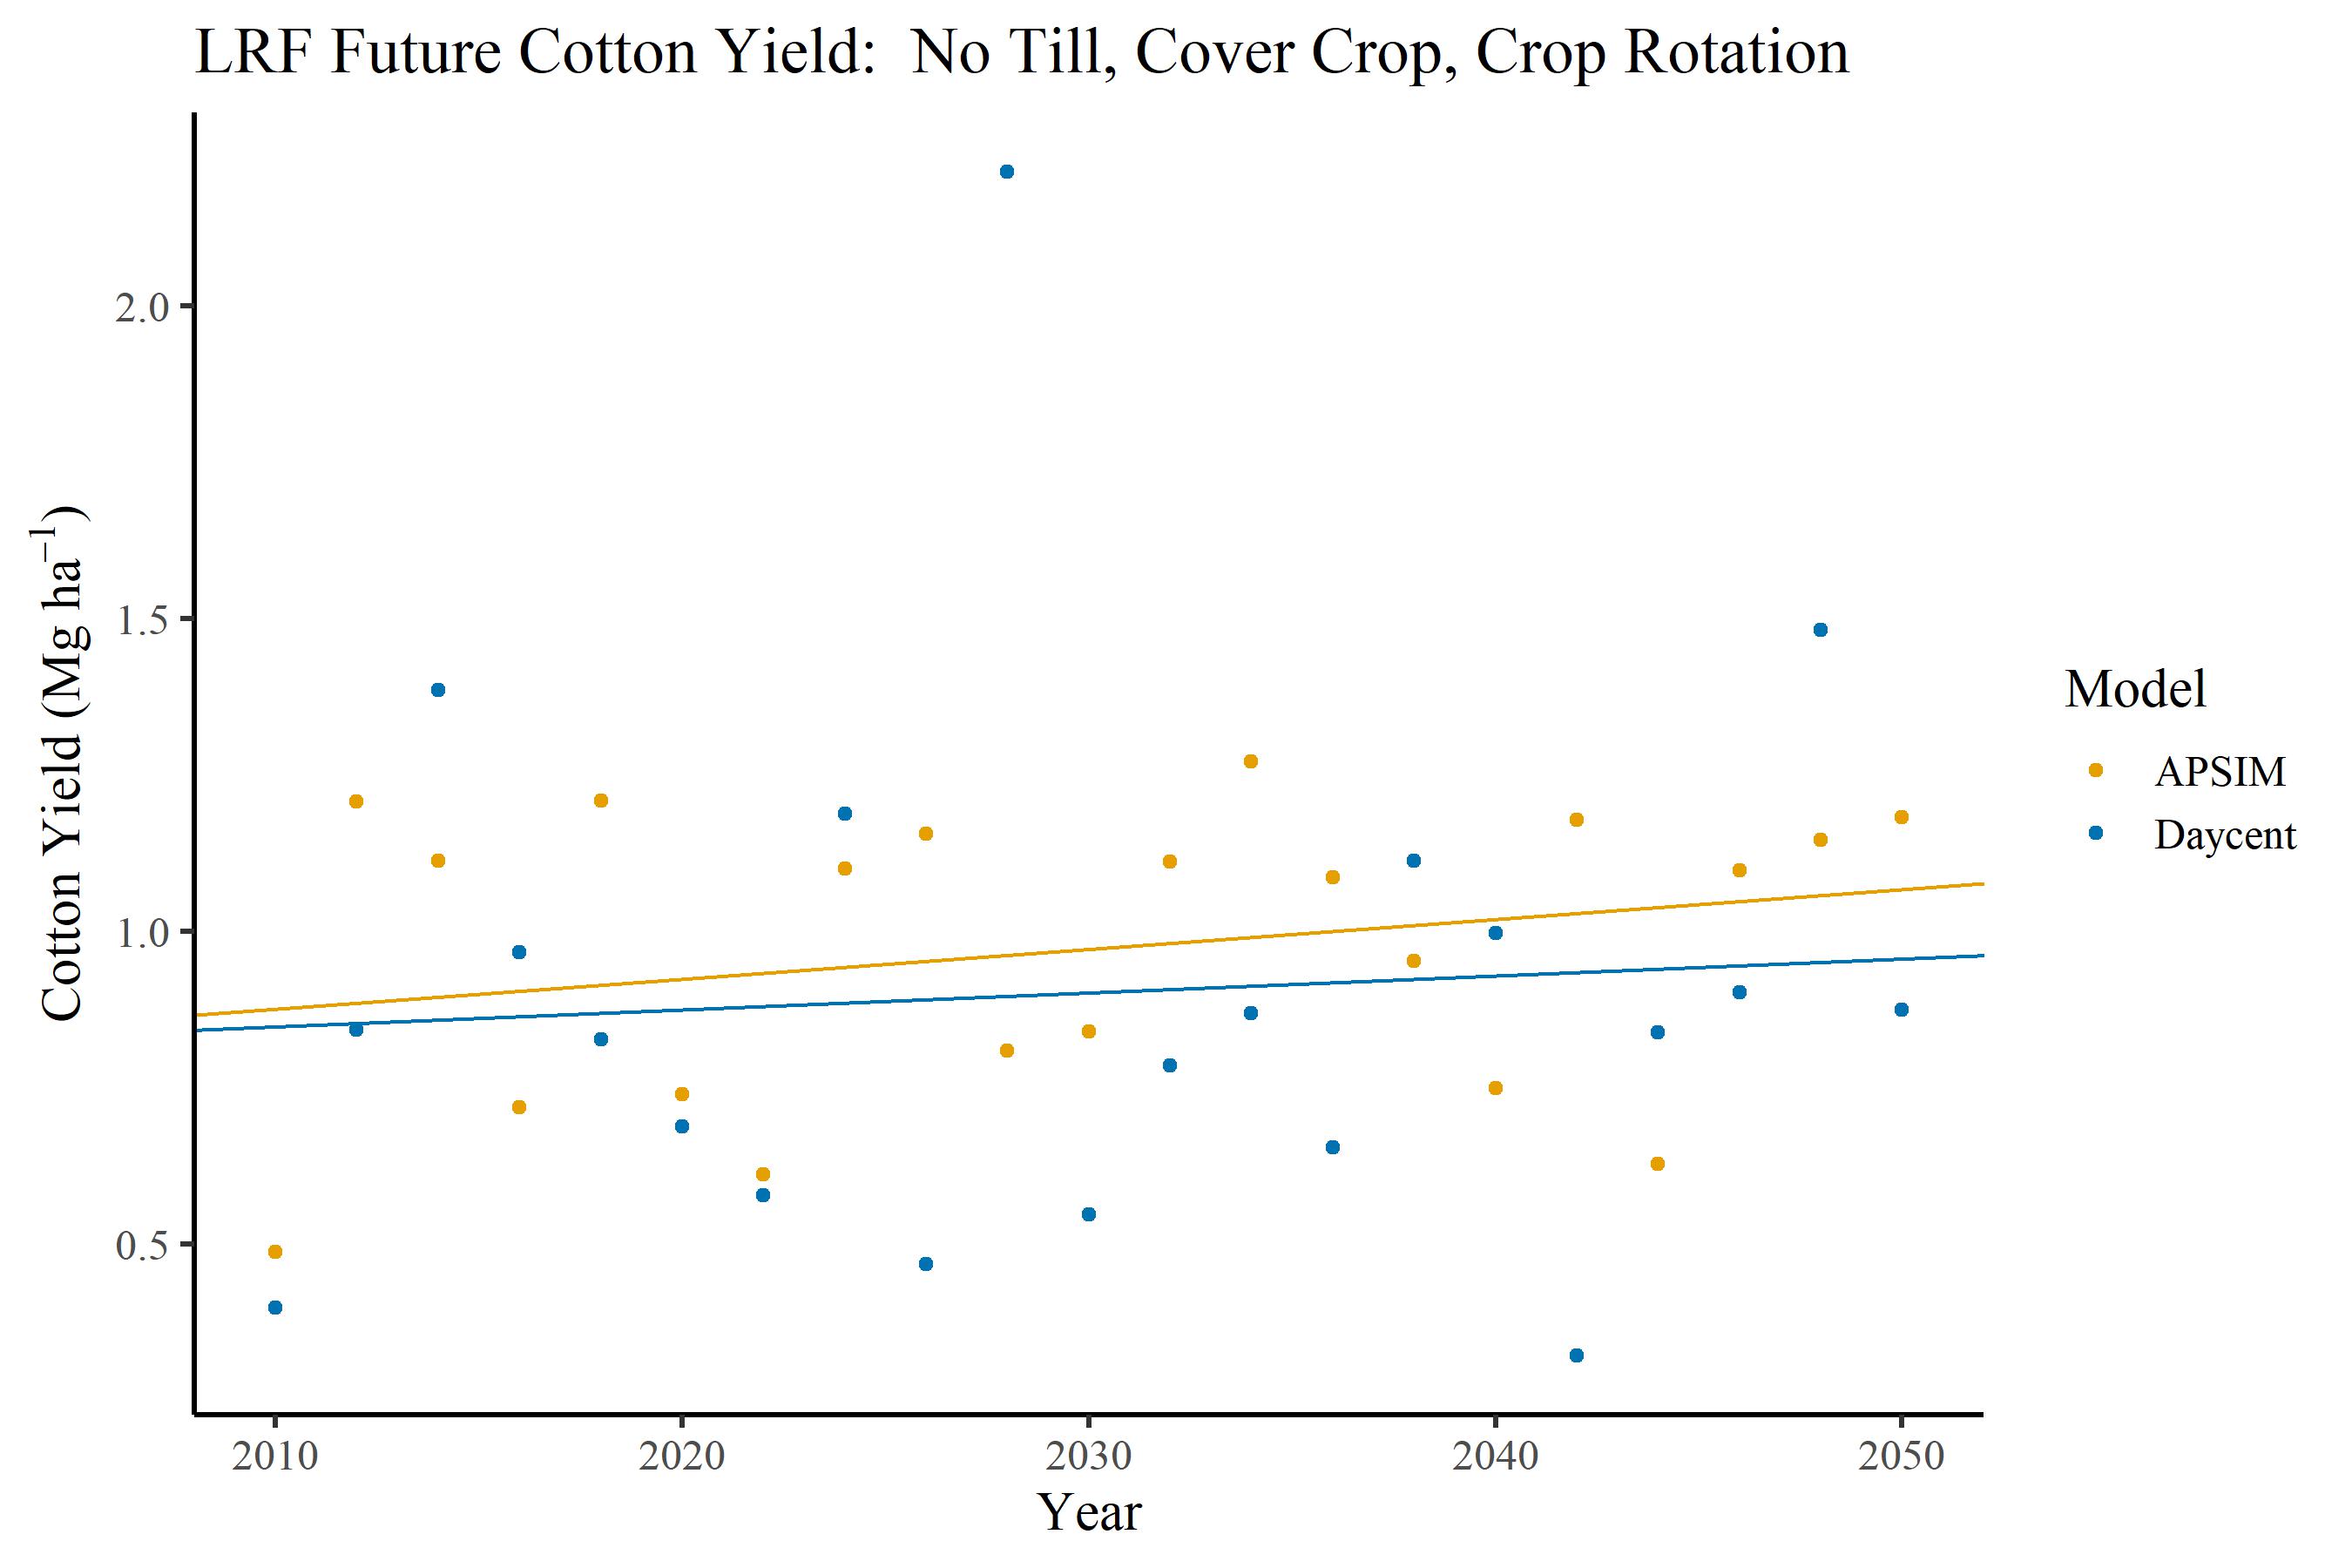 LRF Future Cotton Yield:  No Till, Cover Crop, Crop Rotation
Cotton Yield (Mg ha⁻¹)
2.0
1.5
1.0
0.5
2010 2020 2030 2040 2050
Year
Model
APSIM
Daycent